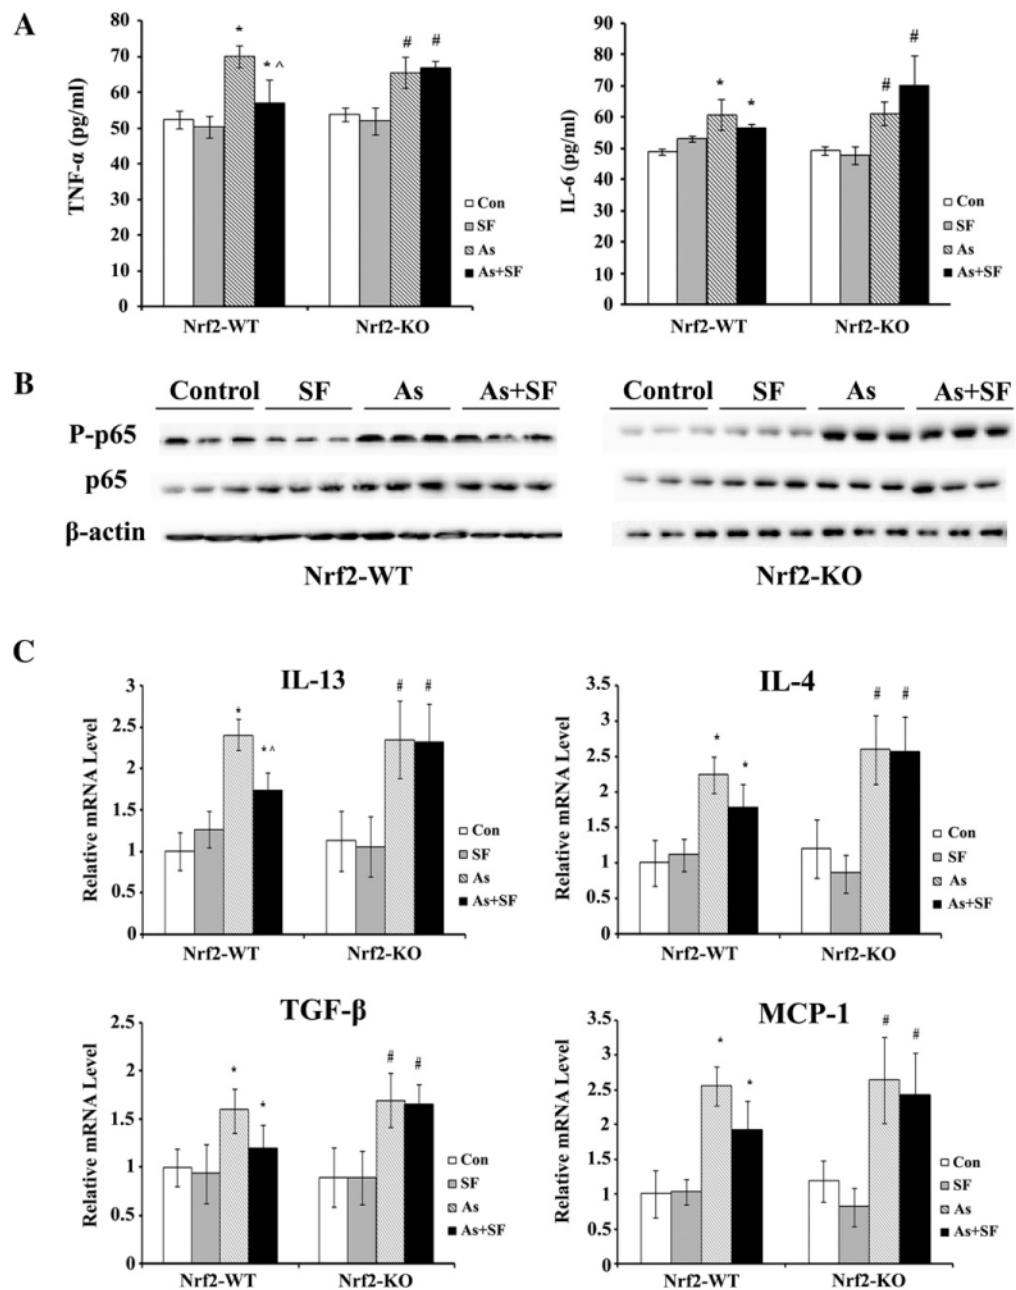 A
TNF-α (pg/ml)
80
70
60
50
40
30
20
10
0
*
* ^
#
#
Con
SF
As
As+SF
Nrf2-WT
Nrf2-KO
IL-6 (pg/ml)
90
80
70
60
50
40
30
20
10
0
*
*
#
#
Con
SF
As
As+SF
Nrf2-WT
Nrf2-KO
B
Control SF As As+SF
Control SF As As+SF
P-p65
p65
β-actin
Nrf2-WT
Nrf2-KO
C
IL-13
Relative mRNA Level
3
2.5
2
1.5
1
0.5
0
*
* ^
#
#
Con
SF
As
As+SF
Nrf2-WT
Nrf2-KO
IL-4
Relative mRNA Level
3.5
3
2.5
2
1.5
1
0.5
0
*
*
#
#
Con
SF
As
As+SF
Nrf2-WT
Nrf2-KO
TGF-β
Relative mRNA Level
2.5
2
1.5
1
0.5
0
*
*
#
#
Con
SF
As
As+SF
Nrf2-WT
Nrf2-KO
MCP-1
Relative mRNA Level
3.5
3
2.5
2
1.5
1
0.5
0
*
*
#
#
Con
SF
As
As+SF
Nrf2-WT
Nrf2-KO